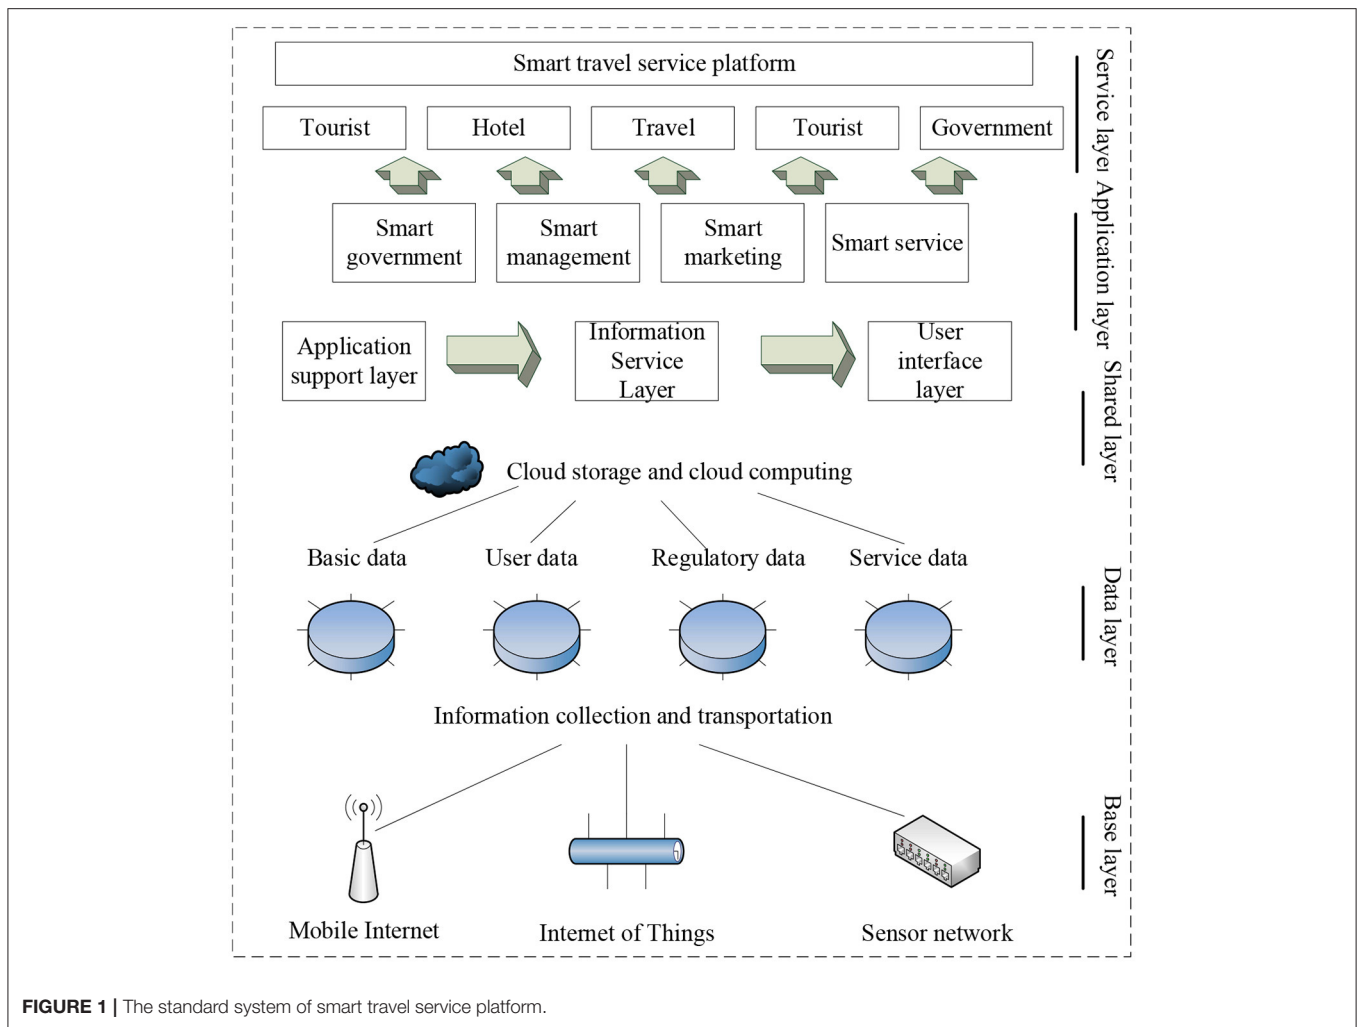 Smart travel service platform
Tourist
Hotel
Travel
Tourist
Government
Service layer
Smart
government
Smart
management
Smart
marketing
Smart service
Application layer
Application
support layer
Information
Service
Layer
User
interface
layer
Shared layer
Cloud storage and cloud computing
Basic data
User data
Regulatory data
Service data
Data layer
Information collection and transportation
Base layer
Mobile Internet
Internet of Things
Sensor network
FIGURE 1 | The standard system of smart travel service platform.